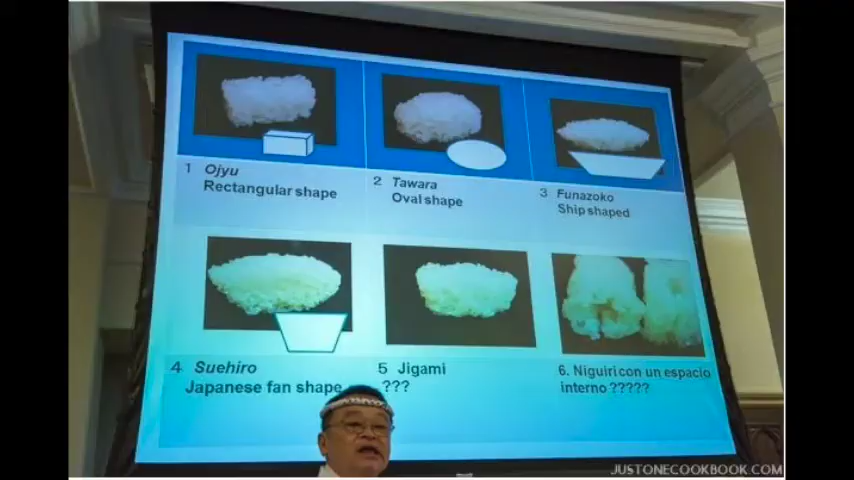 1 Ojyu
Rectangular shape
2 Tawara
Oval shape
3 Funazoko
Ship shaped
4 Suehiro
Japanese fan shape
5 Jigami
???
6. Niguiri con un espacio
interno ?????
JUSTONECOOKBOOK.COM